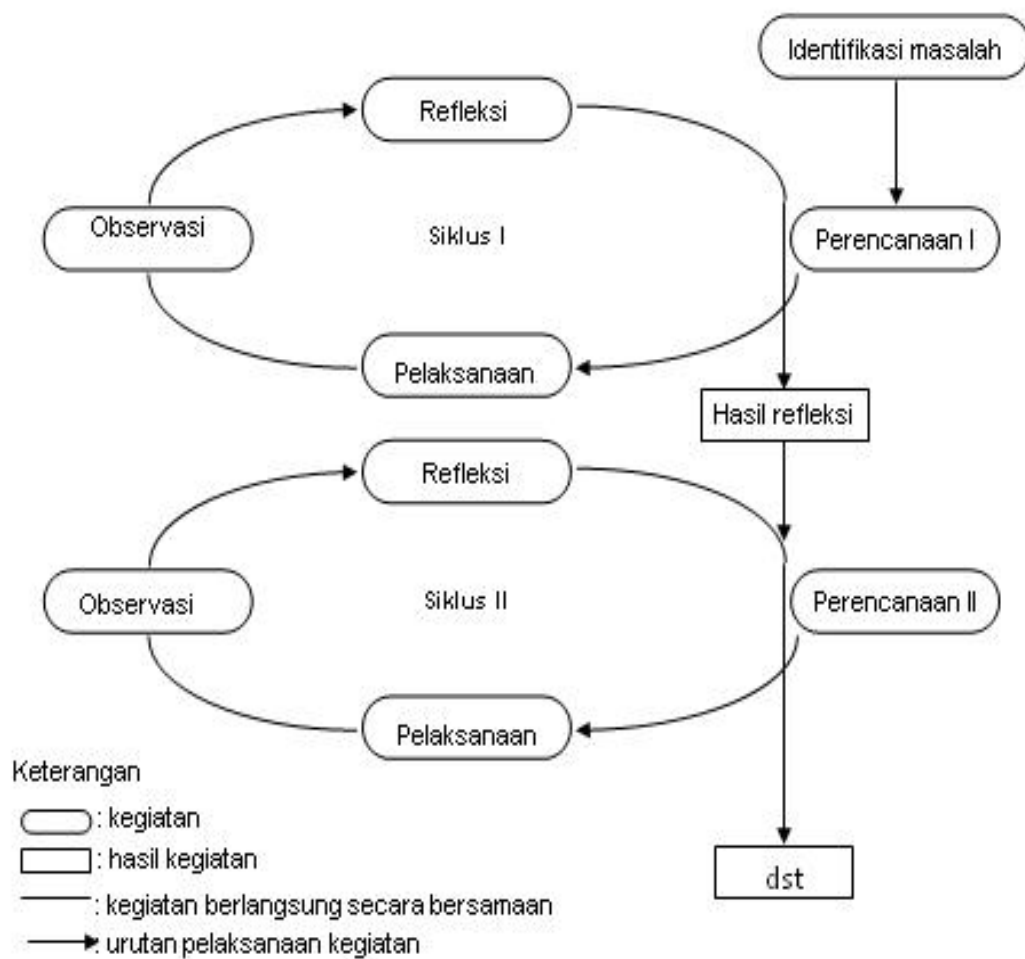 Identifikasi masalah
Refleksi
Observasi
Siklus I
Perencanaan I
Pelaksanaan
Hasil refleksi
Refleksi
Observasi
Siklus II
Perencanaan II
Pelaksanaan
Keterangan
: kegiatan
: hasil kegiatan
: kegiatan berlangsung secara bersamaan
: urutan pelaksanaan kegiatan
dst